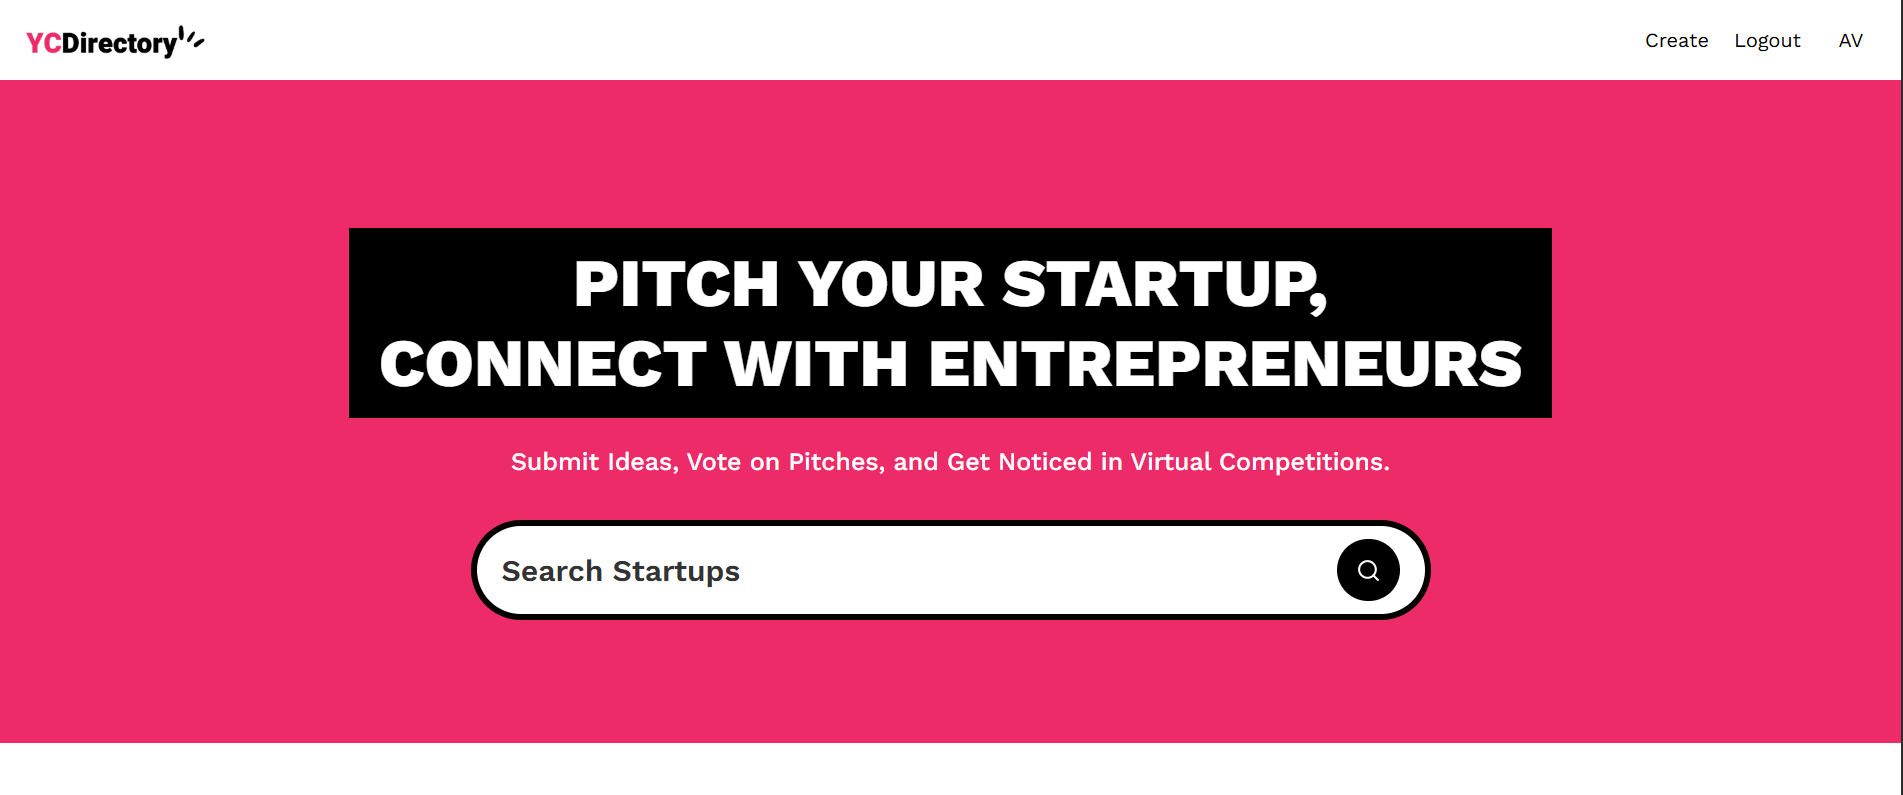 YCDirectory
Create Logout AV
PITCH YOUR STARTUP,
CONNECT WITH ENTREPRENEURS
Submit Ideas, Vote on Pitches, and Get Noticed in Virtual Competitions.
Search Startups